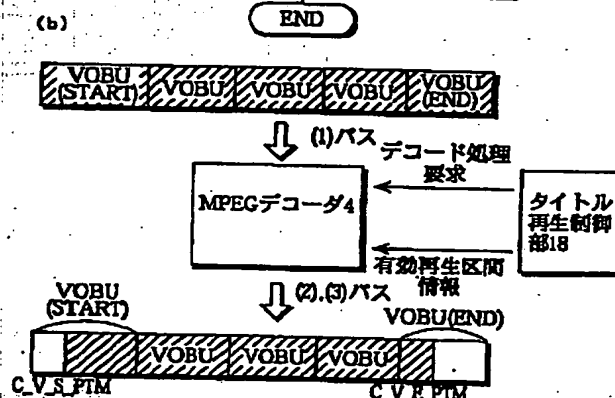 (b)
END
VOBU
(START)
VOBU
VOBU
VOBU
VOBU
(END)
(1)パス
デコード処理
要求
MPEGデコーダ4
タイトル
再生制御
部18
有効再生区間
情報
(2),(3)パス
VOBU
(START)
VOBU(END)
VOBU
VOBU
VOBU
C_V_S_PTM
C_V_E_PTM